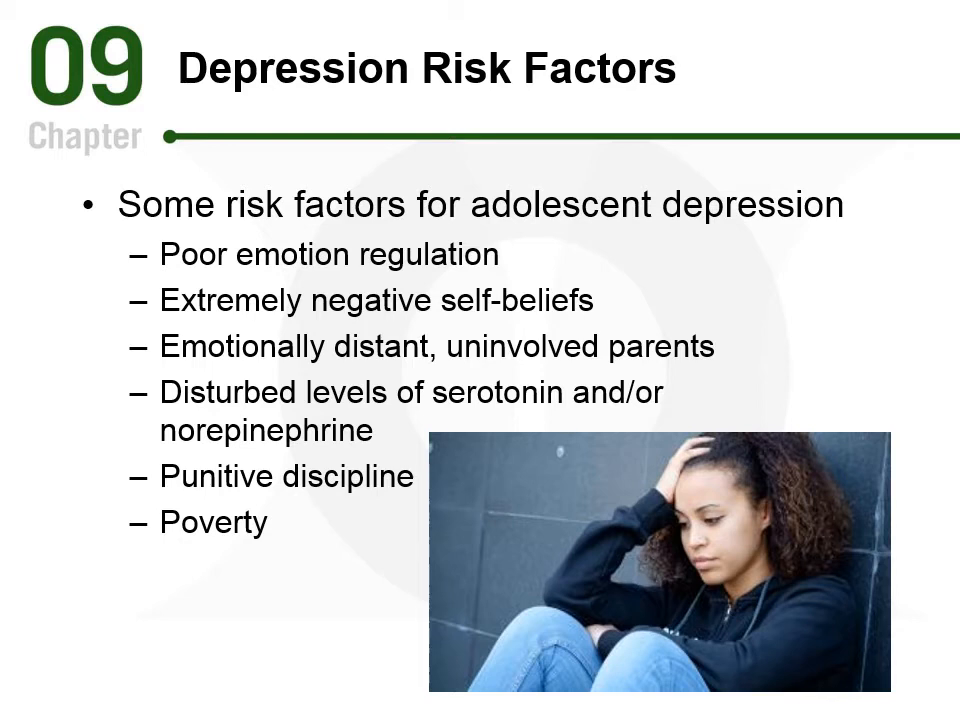 09
Chapter
Depression Risk Factors
• Some risk factors for adolescent depression
– Poor emotion regulation
– Extremely negative self-beliefs
– Emotionally distant, uninvolved parents
– Disturbed levels of serotonin and/or
norepinephrine
– Punitive discipline
– Poverty